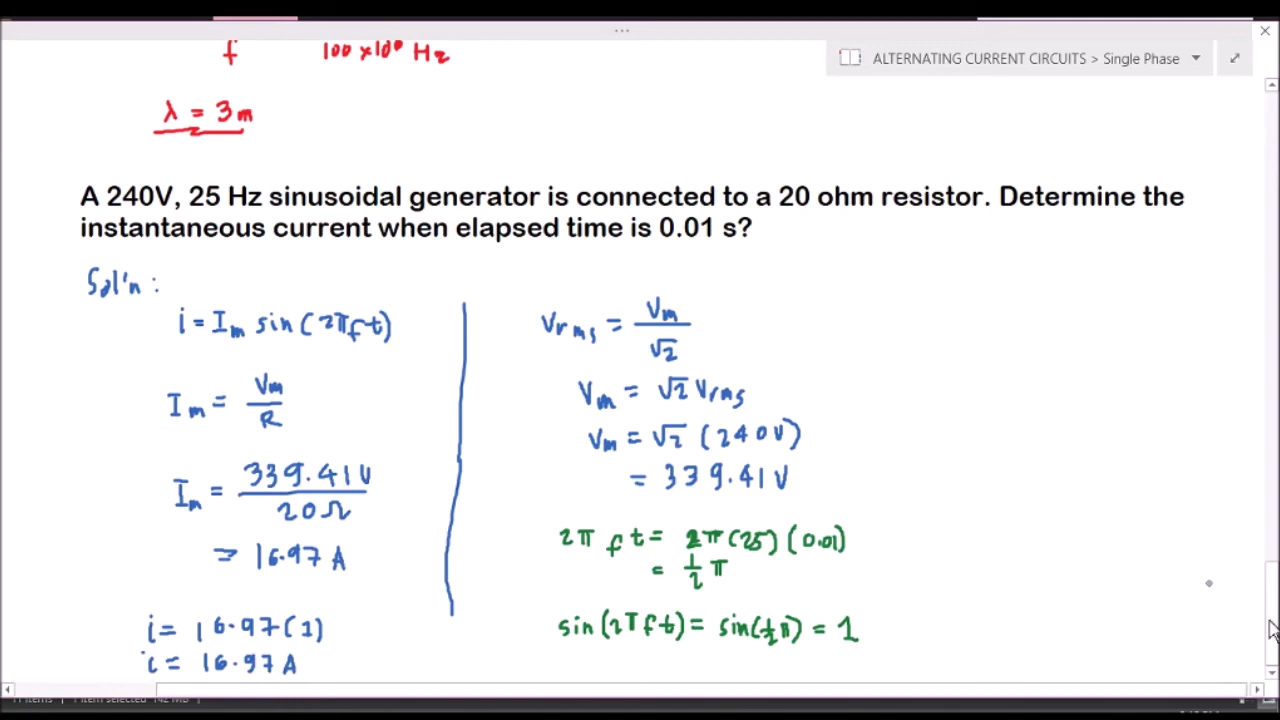 f 100 x10⁶ Hz
ALTERNATING CURRENT CIRCUITS > Single Phase
λ = 3m
A 240V, 25 Hz sinusoidal generator is connected to a 20 ohm resistor. Determine the
instantaneous current when elapsed time is 0.01 s?
Sol'n :
i = Im sin(2πft)
Im = Vm/R
Im = 339.41V/20Ω
= 16.97 A
i = 16.97(1)
i = 16.97 A
Vrms = Vm/√2
Vm = √2 Vrms
Vm = √2 (240V)
= 339.41V
2π f t = 2π(25)(0.01)
= 1/2 π
sin(2πft) = sin(1/2π) = 1